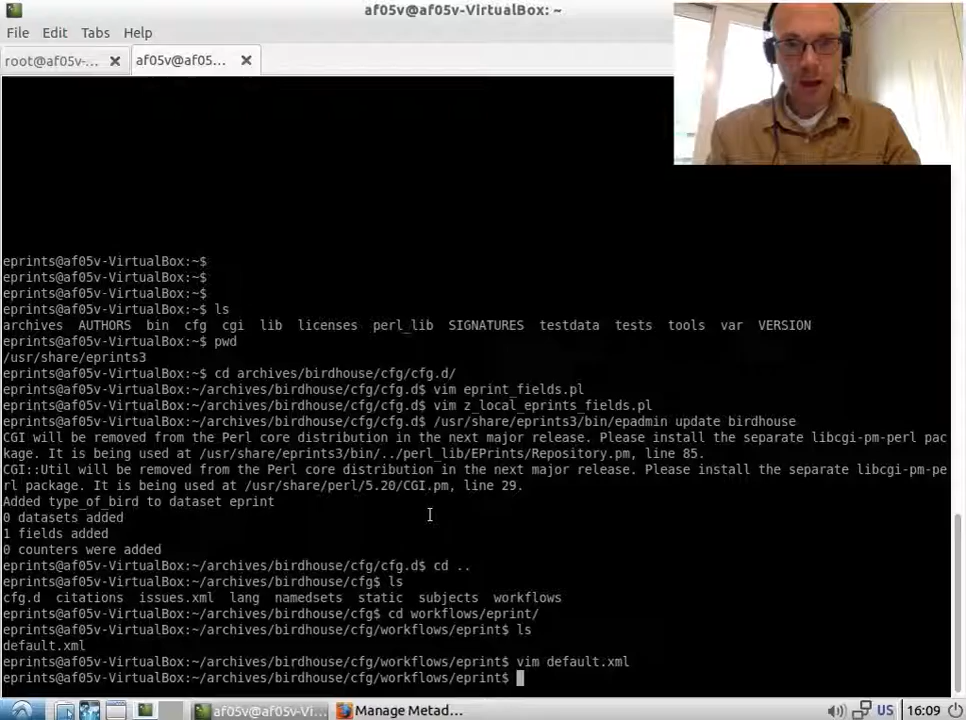 af05v@af05v-VirtualBox: ~
File Edit Tabs Help
root@af05v-... af05v@af05...
eprints@af05v-VirtualBox:~$
eprints@af05v-VirtualBox:~$
eprints@af05v-VirtualBox:~$
eprints@af05v-VirtualBox:~$ ls
archives AUTHORS bin cfg cgi lib licenses perl_lib SIGNATURES testdata tests tools var VERSION
eprints@af05v-VirtualBox:~$ pwd
/usr/share/eprints3
eprints@af05v-VirtualBox:~$ cd archives/birdhouse/cfg/cfg.d/
eprints@af05v-VirtualBox:~/archives/birdhouse/cfg/cfg.d$ vim eprint_fields.pl
eprints@af05v-VirtualBox:~/archives/birdhouse/cfg/cfg.d$ vim z_local_eprints_fields.pl
eprints@af05v-VirtualBox:~/archives/birdhouse/cfg/cfg.d$ /usr/share/eprints3/bin/epadmin update birdhouse
CGI will be removed from the Perl core distribution in the next major release. Please install the separate libcgi-pm-perl pac
kage. It is being used at /usr/share/eprints3/bin/../perl_lib/EPrints/Repository.pm, line 85.
CGI::Util will be removed from the Perl core distribution in the next major release. Please install the separate libcgi-pm-pe
rl package. It is being used at /usr/share/perl/5.20/CGI.pm, line 29.
Added type_of_bird to dataset eprint
0 datasets added
1 fields added
0 counters were added
eprints@af05v-VirtualBox:~/archives/birdhouse/cfg/cfg.d$ cd ..
eprints@af05v-VirtualBox:~/archives/birdhouse/cfg$ ls
cfg.d citations issues.xml lang namedsets static subjects workflows
eprints@af05v-VirtualBox:~/archives/birdhouse/cfg$ cd workflows/eprint/
eprints@af05v-VirtualBox:~/archives/birdhouse/cfg/workflows/eprint$ ls
default.xml
eprints@af05v-VirtualBox:~/archives/birdhouse/cfg/workflows/eprint$ vim default.xml
eprints@af05v-VirtualBox:~/archives/birdhouse/cfg/workflows/eprint$
af05v@af05v-Vi... Manage Metad... US 16:09